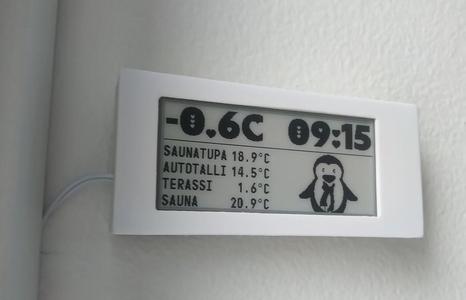 -0.6C 09:15
SAUNATUPA 18.9°C
AUTOTALLI 14.5°C
TERASSI 1.6°C
SAUNA 20.9°C